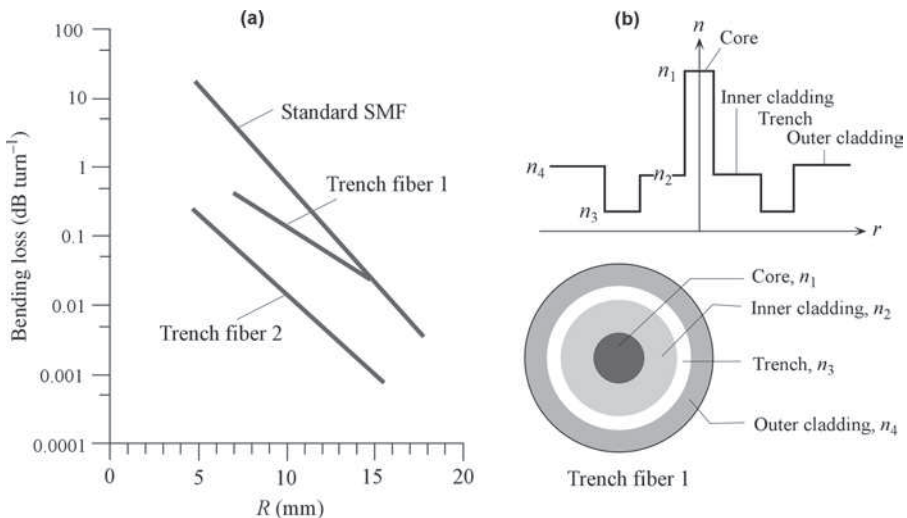 (a)
100
10
1
0.1
0.01
0.001
0.0001
Bending loss (dB turn⁻¹)
Standard SMF
Trench fiber 1
Trench fiber 2
0 5 10 15 20
R (mm)
(b)
n
Core
n₁
Inner cladding
Trench
Outer cladding
n₄
n₂
n₃
r
Core, n₁
Inner cladding, n₂
Trench, n₃
Outer cladding, n₄
Trench fiber 1